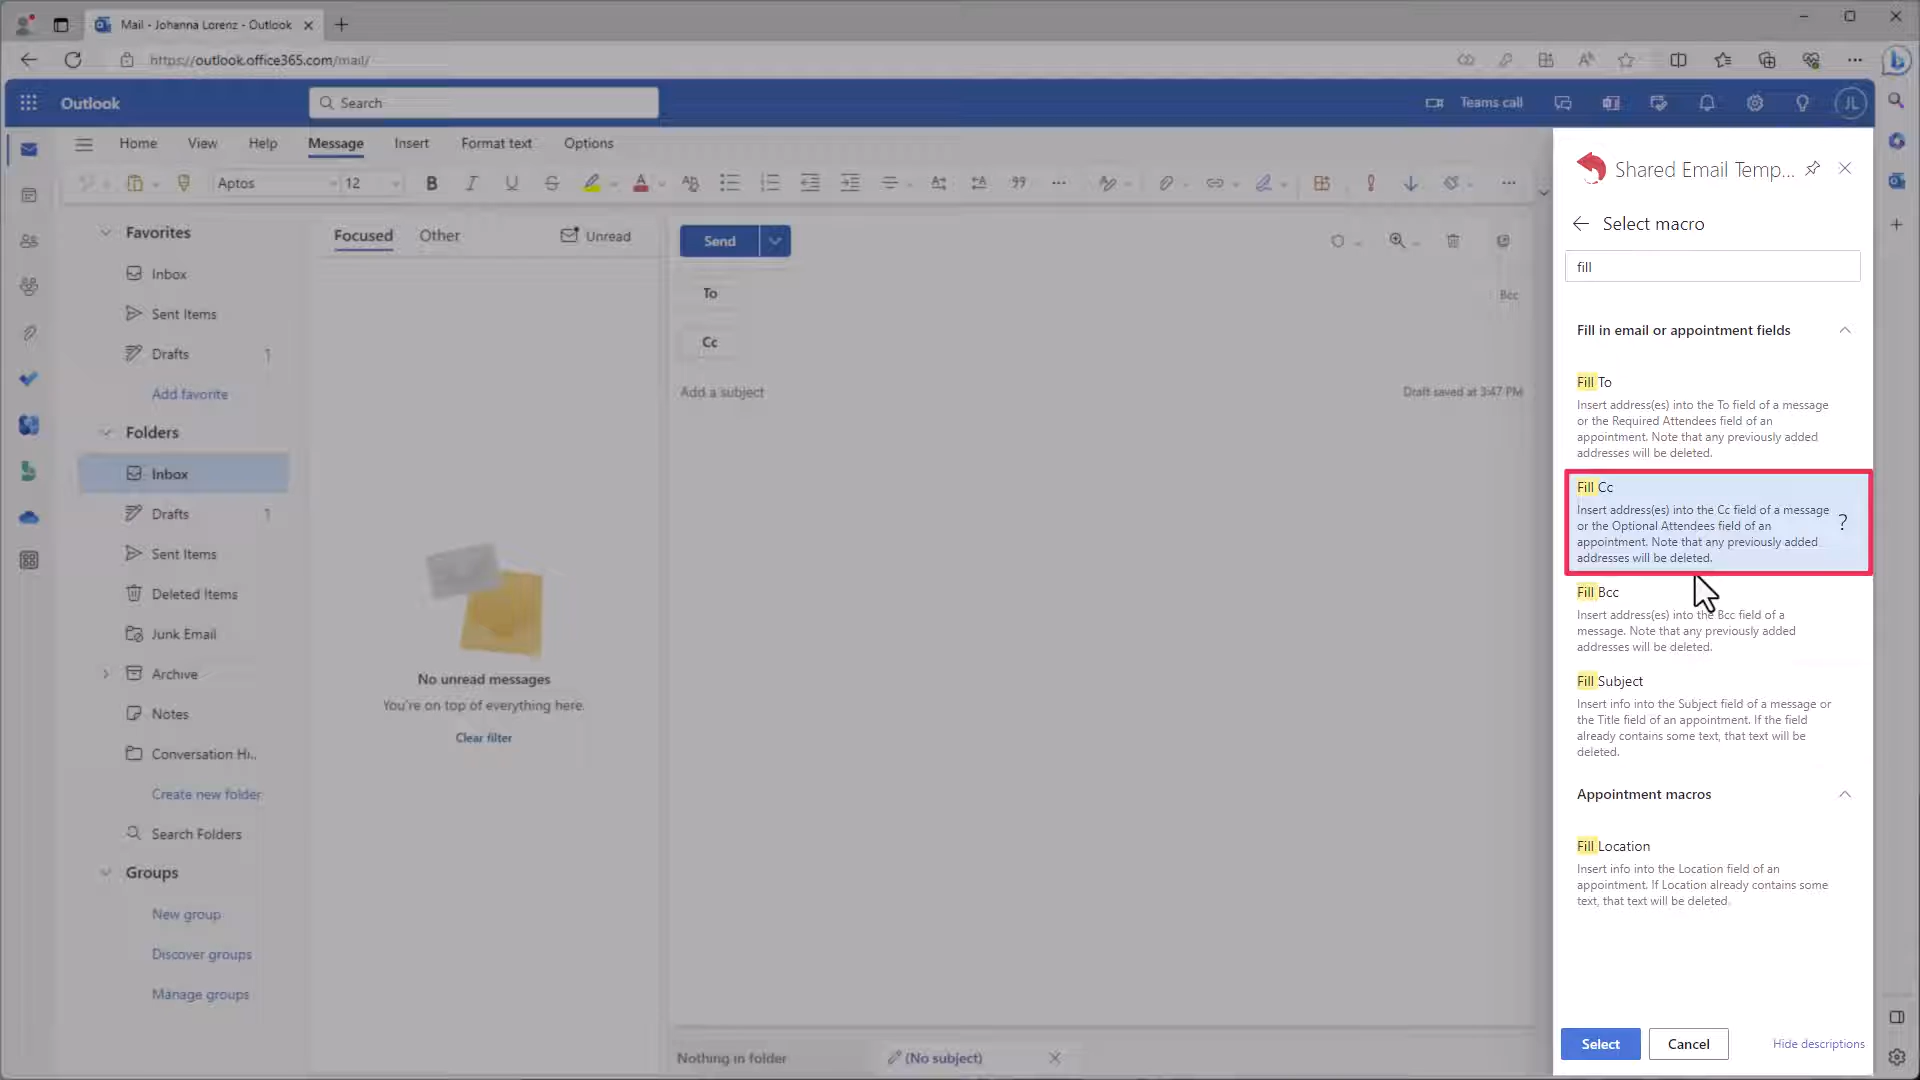 Mail - Johanna Lorenz - Outlook
https://outlook.office365.com/mail/
Outlook
Search
Teams call
JL
Home View Help Message Insert Format text Options
Aptos 12
Favorites
Inbox
Sent Items
Drafts 1
Add favorite
Folders
Inbox
Drafts 1
Sent Items
Deleted Items
Junk Email
Archive
Notes
Conversation Hi..
Create new folder
Search Folders
Groups
New group
Discover groups
Manage groups
Focused Other Unread
No unread messages
You're on top of everything here.
Clear filter
Send
To
Bcc
Cc
Add a subject
Draft saved at 3:47 PM
Nothing in folder
(No subject)
Shared Email Temp...
Select macro
fill
Fill in email or appointment fields
Fill To
Insert address(es) into the To field of a message
or the Required Attendees field of an
appointment. Note that any previously added
addresses will be deleted.
Fill Cc
Insert address(es) into the Cc field of a message
or the Optional Attendees field of an
appointment. Note that any previously added
addresses will be deleted.
?
Fill Bcc
Insert address(es) into the Bcc field of a
message. Note that any previously added
addresses will be deleted.
Fill Subject
Insert info into the Subject field of a message or
the Title field of an appointment. If the field
already contains some text, that text will be
deleted.
Appointment macros
Fill Location
Insert info into the Location field of an
appointment. If Location already contains some
text, that text will be deleted.
Select
Cancel
Hide descriptions